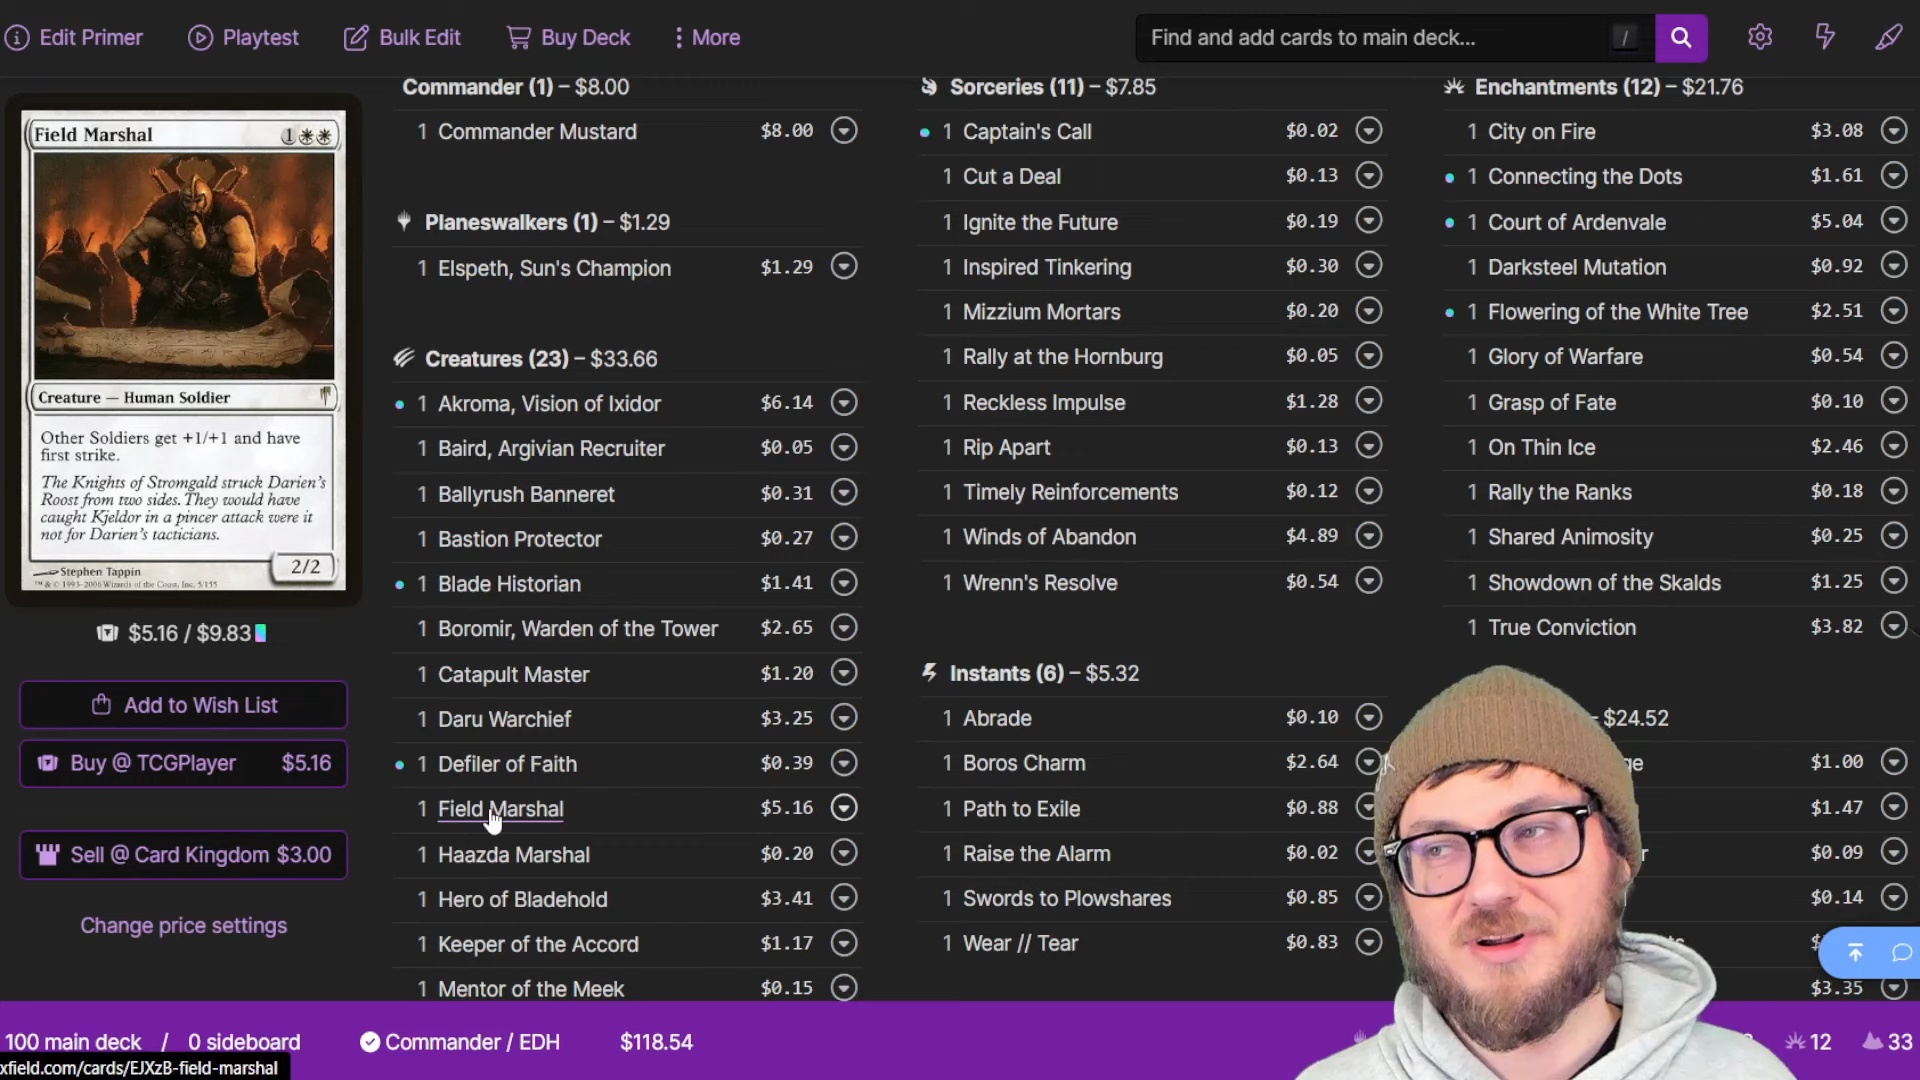 Edit Primer
Playtest
Bulk Edit
Buy Deck
More
Find and add cards to main deck...
/
Field Marshal 1
Creature — Human Soldier
Other Soldiers get +1/+1 and have
first strike.
The Knights of Stromgald struck Darien's
Roost from two sides. They would have
caught Kjeldor in a pincer attack were it
not for Darien's tacticians.
2/2
Stephen Tappin
™ & © 1993-2006 Wizards of the Coast, Inc. 5/155
$5.16 / $9.83
Add to Wish List
Buy @ TCGPlayer $5.16
Sell @ Card Kingdom $3.00
Change price settings
Commander (1) – $8.00
1 Commander Mustard $8.00
Planeswalkers (1) – $1.29
1 Elspeth, Sun's Champion $1.29
Creatures (23) – $33.66
1 Akroma, Vision of Ixidor $6.14
1 Baird, Argivian Recruiter $0.05
1 Ballyrush Banneret $0.31
1 Bastion Protector $0.27
1 Blade Historian $1.41
1 Boromir, Warden of the Tower $2.65
1 Catapult Master $1.20
1 Daru Warchief $3.25
1 Defiler of Faith $0.39
1 Field Marshal $5.16
1 Haazda Marshal $0.20
1 Hero of Bladehold $3.41
1 Keeper of the Accord $1.17
1 Mentor of the Meek $0.15
Sorceries (11) – $7.85
1 Captain's Call $0.02
1 Cut a Deal $0.13
1 Ignite the Future $0.19
1 Inspired Tinkering $0.30
1 Mizzium Mortars $0.20
1 Rally at the Hornburg $0.05
1 Reckless Impulse $1.28
1 Rip Apart $0.13
1 Timely Reinforcements $0.12
1 Winds of Abandon $4.89
1 Wrenn's Resolve $0.54
Instants (6) – $5.32
1 Abrade $0.10
1 Boros Charm $2.64
1 Path to Exile $0.88
1 Raise the Alarm $0.02
1 Swords to Plowshares $0.85
1 Wear // Tear $0.83
Enchantments (12) – $21.76
1 City on Fire $3.08
1 Connecting the Dots $1.61
1 Court of Ardenvale $5.04
1 Darksteel Mutation $0.92
1 Flowering of the White Tree $2.51
1 Glory of Warfare $0.54
1 Grasp of Fate $0.10
1 On Thin Ice $2.46
1 Rally the Ranks $0.18
1 Shared Animosity $0.25
1 Showdown of the Skalds $1.25
1 True Conviction $3.82
– $24.52
ge $1.00
$1.47
r $0.09
$0.14
$3.35
100 main deck / 0 sideboard
Commander / EDH
$118.54
12
33
xfield.com/cards/EJXzB-field-marshal